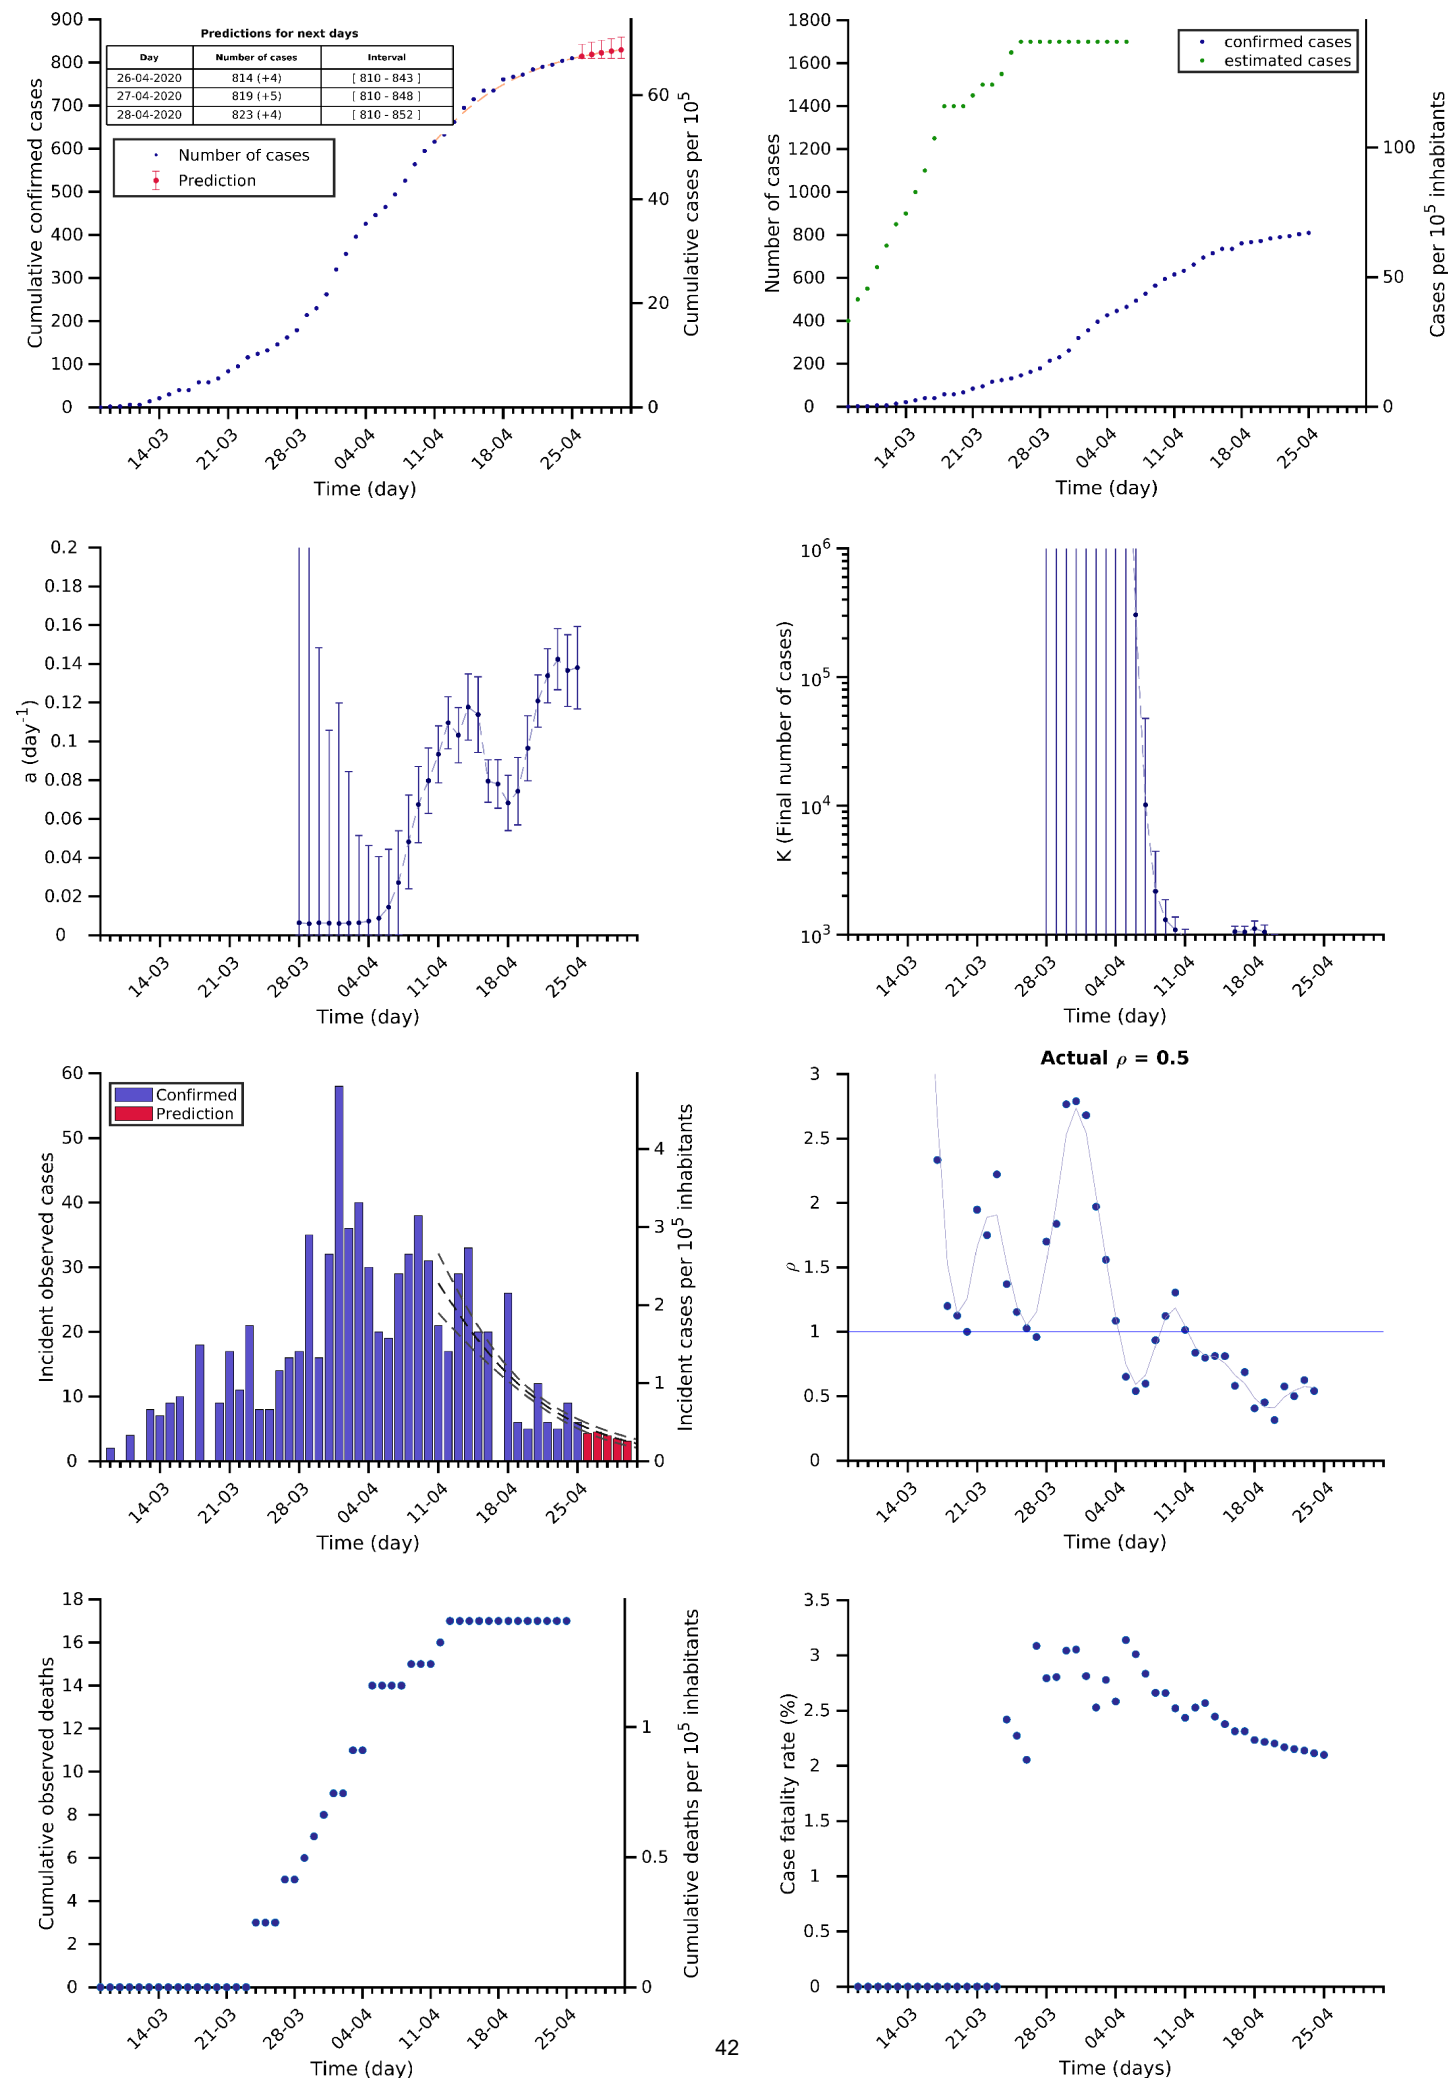 Predictions for next days
Day Number of cases Interval
26-04-2020 814 (+4) [ 810 - 843 ]
27-04-2020 819 (+5) [ 810 - 848 ]
28-04-2020 823 (+4) [ 810 - 852 ]
Number of cases
Prediction
900
800
700
600
500
400
300
200
100
0
Cumulative confirmed cases
60
40
20
0
Cumulative cases per 10^5
14-03 21-03 28-03 04-04 11-04 18-04 25-04
Time (day)
confirmed cases
estimated cases
1800
1600
1400
1200
1000
800
600
400
200
0
Number of cases
100
50
0
Cases per 10^5 inhabitants
14-03 21-03 28-03 04-04 11-04 18-04 25-04
Time (day)
0.2
0.18
0.16
0.14
0.12
0.1
0.08
0.06
0.04
0.02
0
a (day^-1)
14-03 21-03 28-03 04-04 11-04 18-04 25-04
Time (day)
10^6
10^5
10^4
10^3
K (Final number of cases)
14-03 21-03 28-03 04-04 11-04 18-04 25-04
Time (day)
Confirmed
Prediction
60
50
40
30
20
10
0
Incident observed cases
4
3
2
1
0
Incident cases per 10^5 inhabitants
14-03 21-03 28-03 04-04 11-04 18-04 25-04
Time (day)
Actual ρ = 0.5
3
2.5
2
1.5
1
0.5
0
ρ
14-03 21-03 28-03 04-04 11-04 18-04 25-04
Time (day)
18
16
14
12
10
8
6
4
2
0
Cumulative observed deaths
1
0.5
0
Cumulative deaths per 10^5 inhabitants
14-03 21-03 28-03 04-04 11-04 18-04 25-04
Time (day)
3.5
3
2.5
2
1.5
1
0.5
0
Case fatality rate (%)
14-03 21-03 28-03 04-04 11-04 18-04 25-04
Time (days)
42